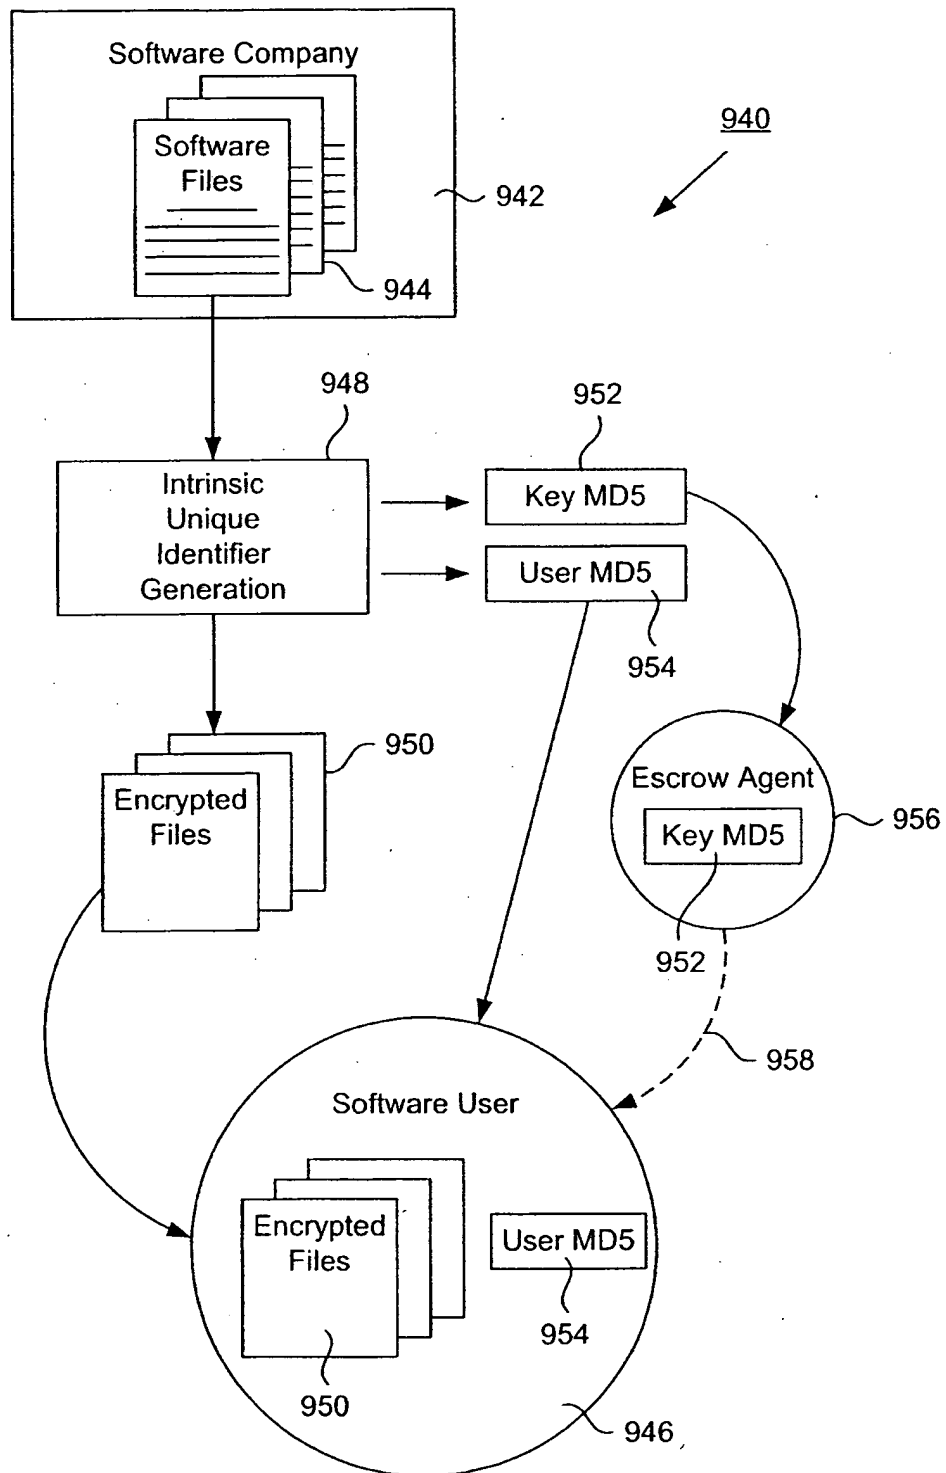 Software Company
Software
Files
940
942
944
948
952
Intrinsic
Unique
Identifier
Generation
Key MD5
User MD5
954
950
Encrypted
Files
Escrow Agent
Key MD5
956
952
958
Software User
Encrypted
Files
User MD5
954
950
946